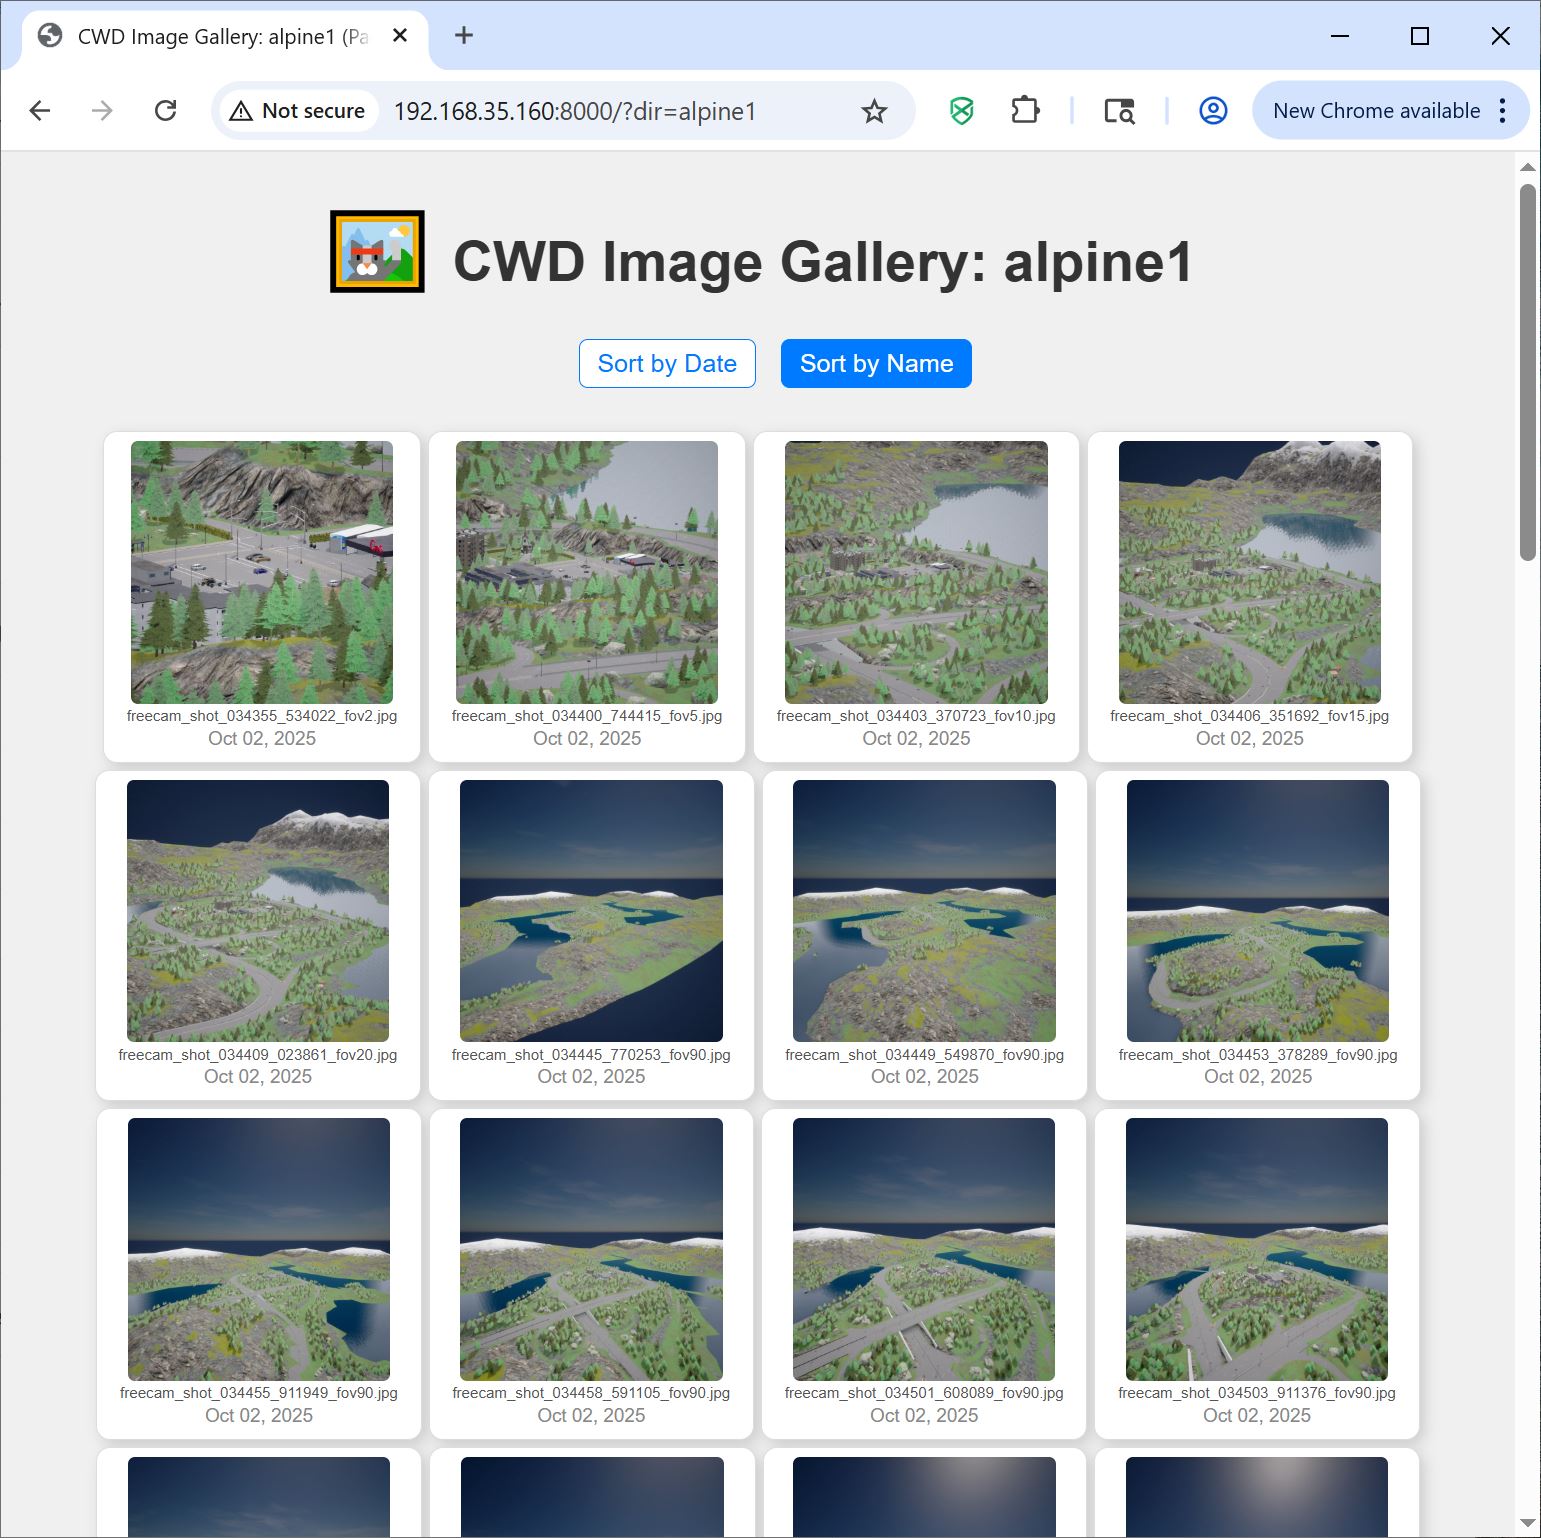 CWD Image Gallery: alpine1 (Pa
Not secure
192.168.35.160:8000/?dir=alpine1
New Chrome available
CWD Image Gallery: alpine1
Sort by Date
Sort by Name
freecam_shot_034355_534022_fov2.jpg
Oct 02, 2025
freecam_shot_034400_744415_fov5.jpg
Oct 02, 2025
freecam_shot_034403_370723_fov10.jpg
Oct 02, 2025
freecam_shot_034406_351692_fov15.jpg
Oct 02, 2025
freecam_shot_034409_023861_fov20.jpg
Oct 02, 2025
freecam_shot_034445_770253_fov90.jpg
Oct 02, 2025
freecam_shot_034449_549870_fov90.jpg
Oct 02, 2025
freecam_shot_034453_378289_fov90.jpg
Oct 02, 2025
freecam_shot_034455_911949_fov90.jpg
Oct 02, 2025
freecam_shot_034458_591105_fov90.jpg
Oct 02, 2025
freecam_shot_034501_608089_fov90.jpg
Oct 02, 2025
freecam_shot_034503_911376_fov90.jpg
Oct 02, 2025